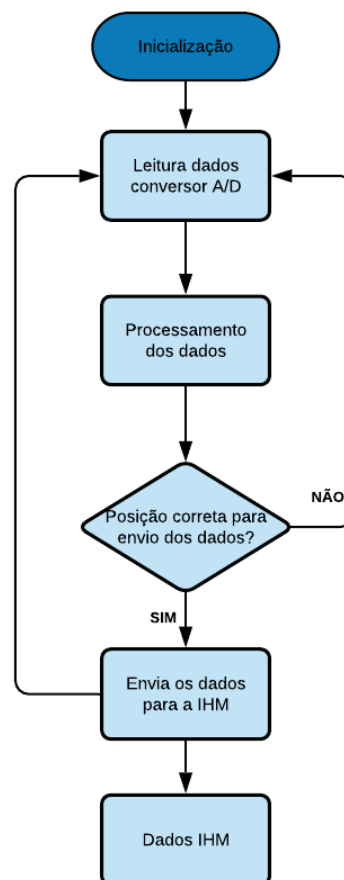 Inicialização
Leitura dados
conversor A/D
Processamento
dos dados
Posição correta para
envio dos dados?
NÃO
SIM
Envia os dados
para a IHM
Dados IHM